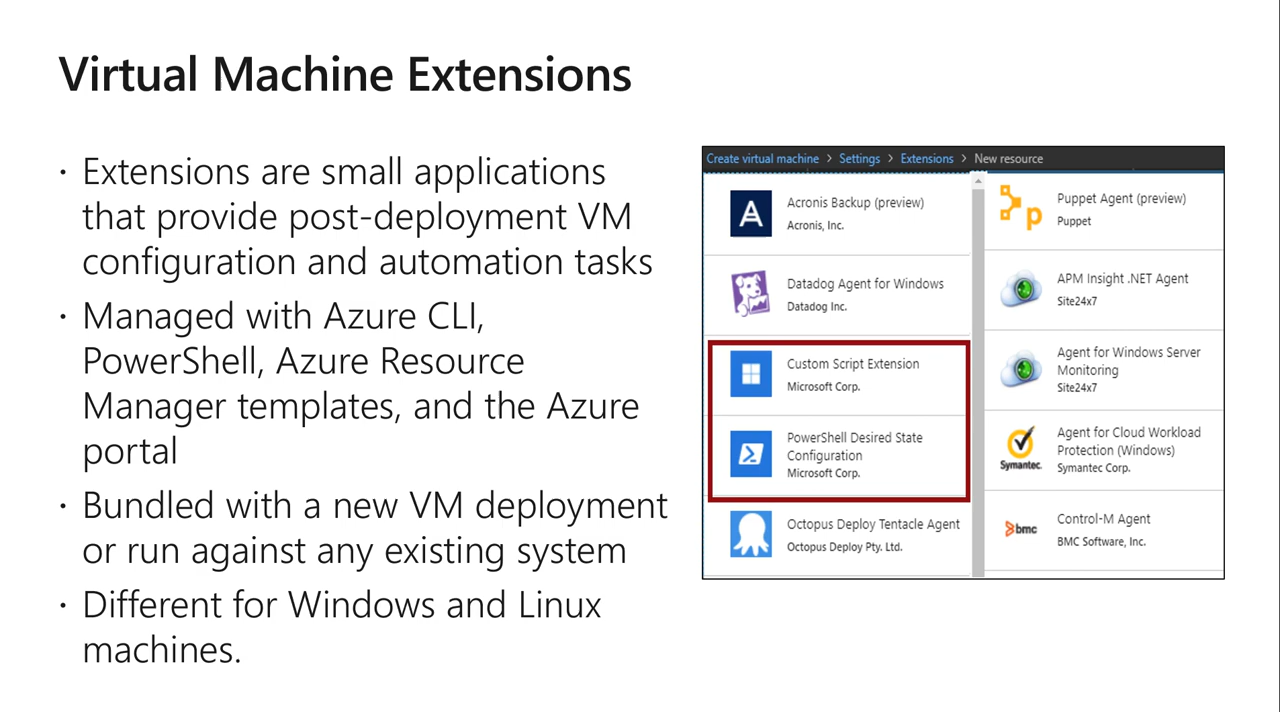 Virtual Machine Extensions
· Extensions are small applications
that provide post-deployment VM
configuration and automation tasks
· Managed with Azure CLI,
PowerShell, Azure Resource
Manager templates, and the Azure
portal
· Bundled with a new VM deployment
or run against any existing system
· Different for Windows and Linux
machines.
Create virtual machine > Settings > Extensions > New resource
Acronis Backup (preview)
Acronis, Inc.
Datadog Agent for Windows
Datadog Inc.
Custom Script Extension
Microsoft Corp.
PowerShell Desired State
Configuration
Microsoft Corp.
Octopus Deploy Tentacle Agent
Octopus Deploy Pty. Ltd.
Puppet Agent (preview)
Puppet
APM Insight .NET Agent
Site24x7
Agent for Windows Server
Monitoring
Site24x7
Symantec.
Agent for Cloud Workload
Protection (Windows)
Symantec Corp.
bmc
Control-M Agent
BMC Software, Inc.